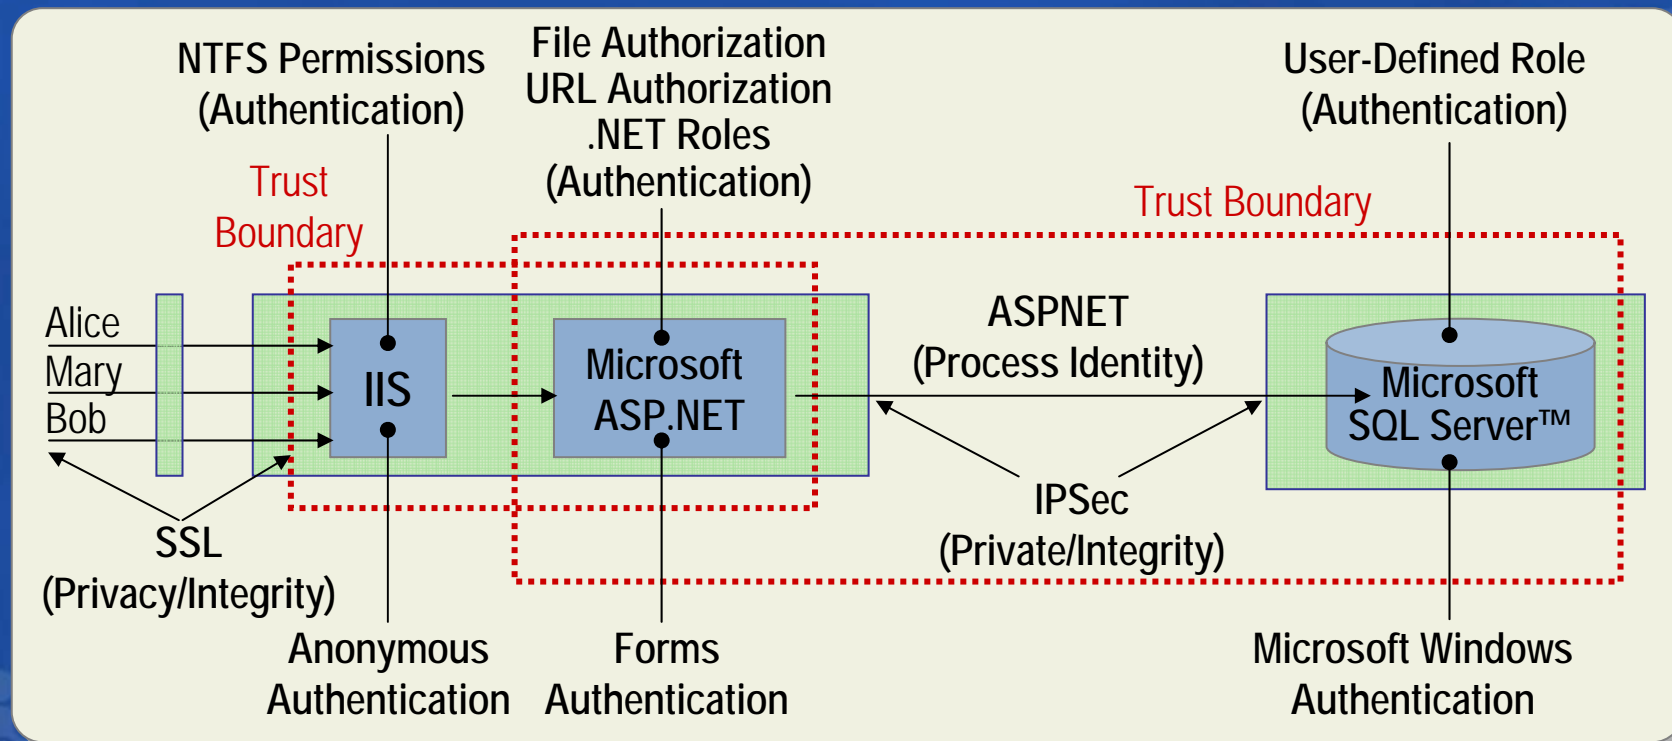 NTFS Permissions
(Authentication)
File Authorization
URL Authorization
.NET Roles
(Authentication)
User-Defined Role
(Authentication)
Trust
Boundary
Trust Boundary
Alice
Mary
Bob
IIS
Microsoft
ASP.NET
ASPNET
(Process Identity)
Microsoft
SQL Server™
SSL
(Privacy/Integrity)
IPSec
(Private/Integrity)
Anonymous
Authentication
Forms
Authentication
Microsoft Windows
Authentication